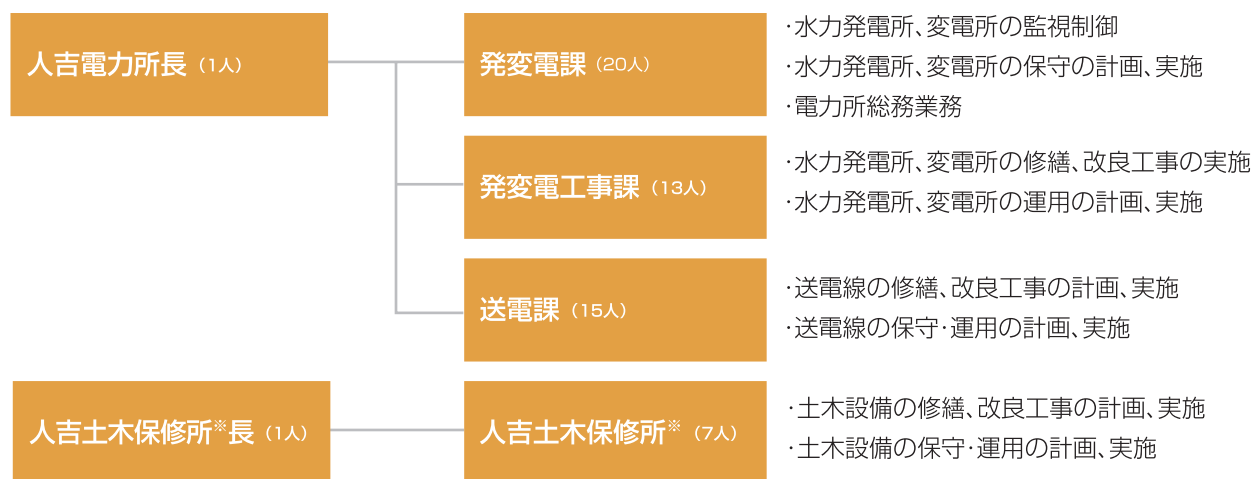 人吉電力所長（1人）
発変電課（20人）
・水力発電所、変電所の監視制御
・水力発電所、変電所の保守の計画、実施
・電力所総務業務
発変電工事課（13人）
・水力発電所、変電所の修繕、改良工事の実施
・水力発電所、変電所の運用の計画、実施
送電課（15人）
・送電線の修繕、改良工事の計画、実施
・送電線の保守・運用の計画、実施
人吉土木保修所※長（1人）
人吉土木保修所※（7人）
・土木設備の修繕、改良工事の計画、実施
・土木設備の保守・運用の計画、実施